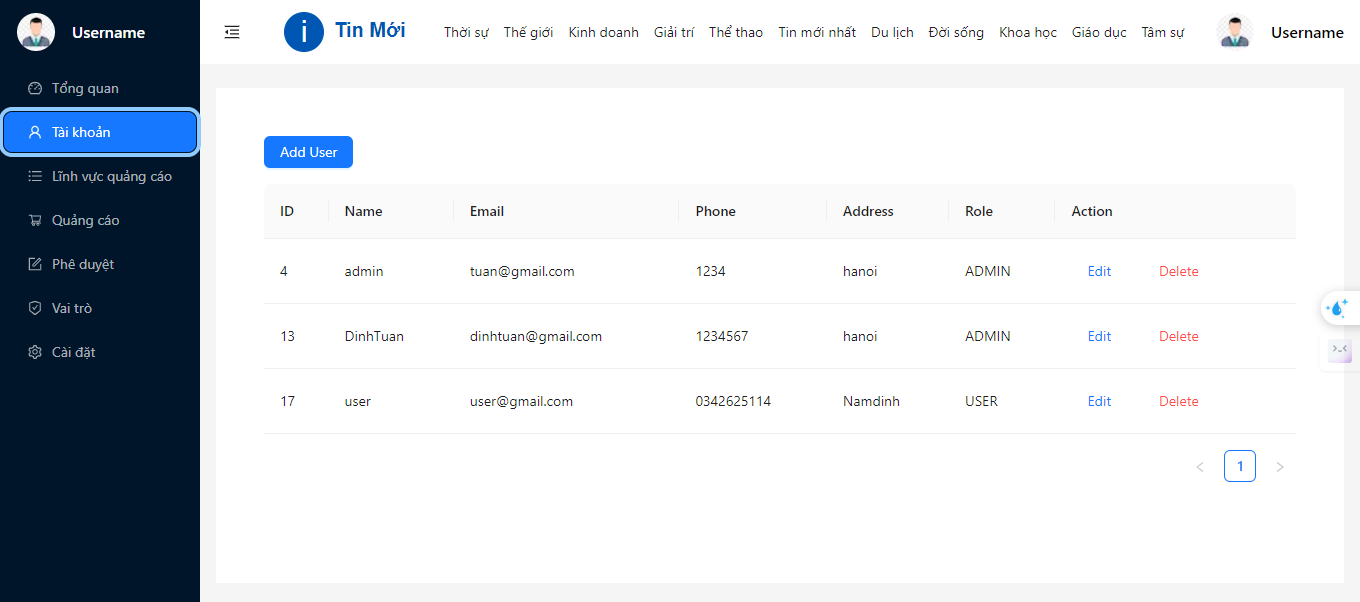 Username
Tổng quan
Tài khoản
Lĩnh vực quảng cáo
Quảng cáo
Phê duyệt
Vai trò
Cài đặt
i Tin Mới Thời sự Thế giới Kinh doanh Giải trí Thể thao Tin mới nhất Du lịch Đời sống Khoa học Giáo dục Tâm sự Username
Add User
ID Name Email Phone Address Role Action
4 admin tuan@gmail.com 1234 hanoi ADMIN Edit Delete
13 DinhTuan dinhtuan@gmail.com 1234567 hanoi ADMIN Edit Delete
17 user user@gmail.com 0342625114 Namdinh USER Edit Delete
< 1 >